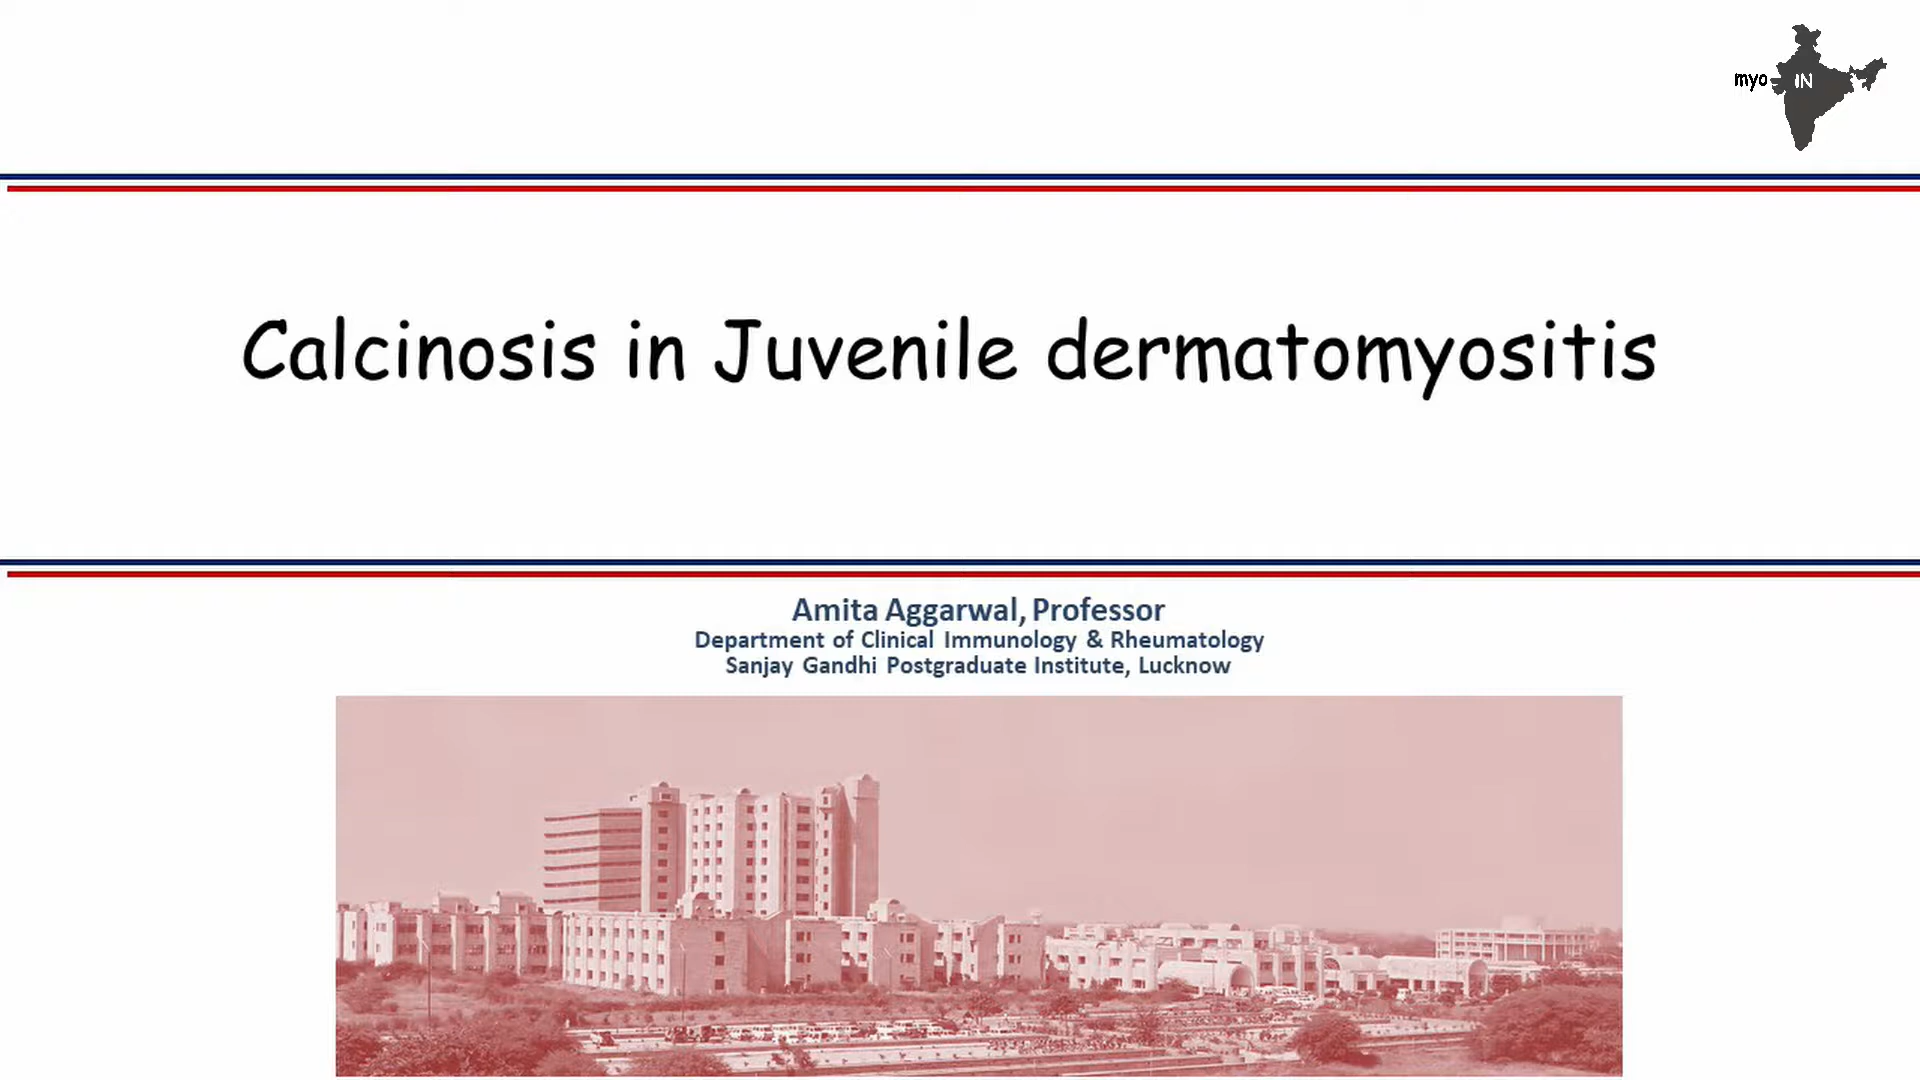 myo IN
Calcinosis in Juvenile dermatomyositis
Amita Aggarwal, Professor
Department of Clinical Immunology & Rheumatology
Sanjay Gandhi Postgraduate Institute, Lucknow